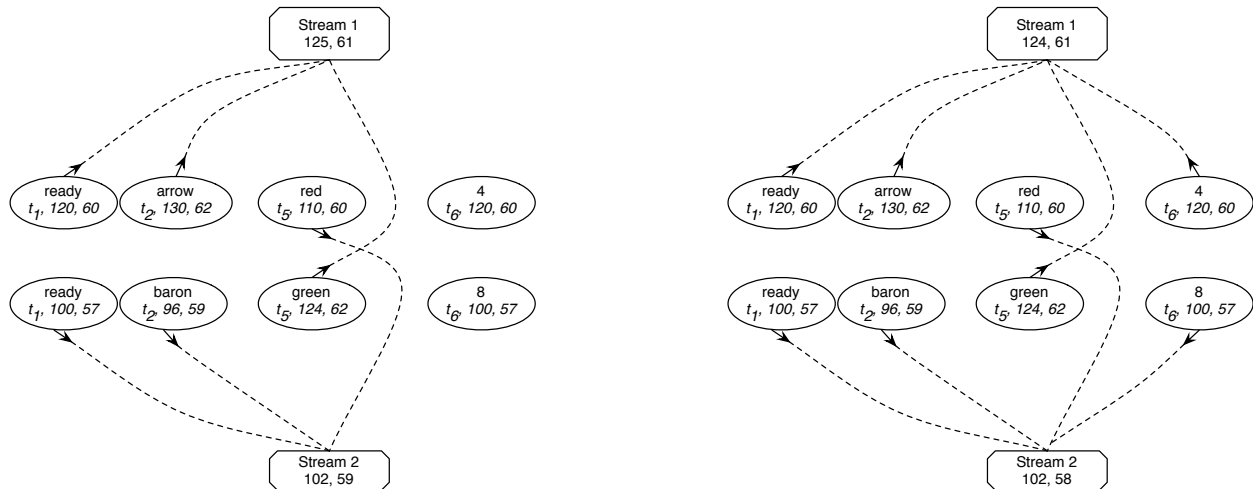 Stream 1
125, 61
ready
t1, 120, 60
arrow
t2, 130, 62
red
t5, 110, 60
4
t6, 120, 60
ready
t1, 100, 57
baron
t2, 96, 59
green
t5, 124, 62
8
t6, 100, 57
Stream 2
102, 59
Stream 1
124, 61
ready
t1, 120, 60
arrow
t2, 130, 62
red
t5, 110, 60
4
t6, 120, 60
ready
t1, 100, 57
baron
t2, 96, 59
green
t5, 124, 62
8
t6, 100, 57
Stream 2
102, 58